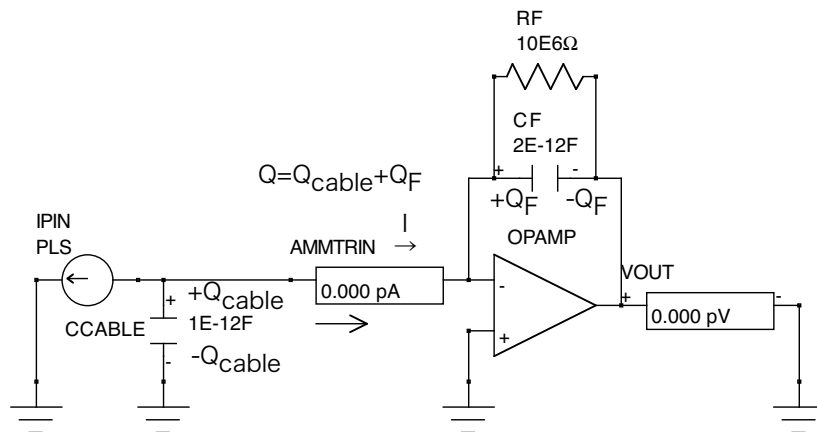 RF
10E6Ω
CF
2E-12F
+ -
+QF -QF
Q=Qcable+QF
I
→
IPIN
PLS
AMMTRIN
OPAMP
0.000 pA
-
+
VOUT
+ -
0.000 pV
+ +Qcable
CCABLE 1E-12F
- -Qcable